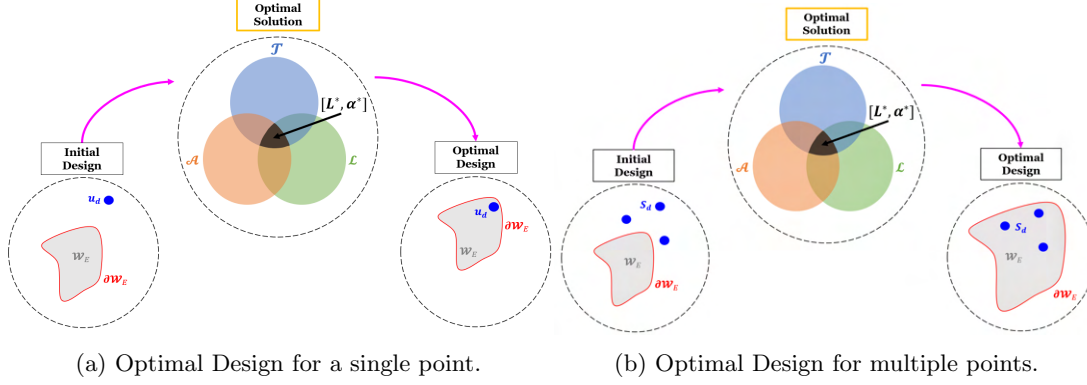 Optimal
Solution
𝒯
[L*, α*]
𝒜
ℒ
Initial
Design
u_d
𝒲_E
∂𝒲_E
Optimal
Design
u_d
∂𝒲_E
𝒲_E
(a) Optimal Design for a single point.
Optimal
Solution
𝒯
[L*, α*]
𝒜
ℒ
Initial
Design
S_d
𝒲_E
∂𝒲_E
Optimal
Design
S_d
𝒲_E
∂𝒲_E
(b) Optimal Design for multiple points.